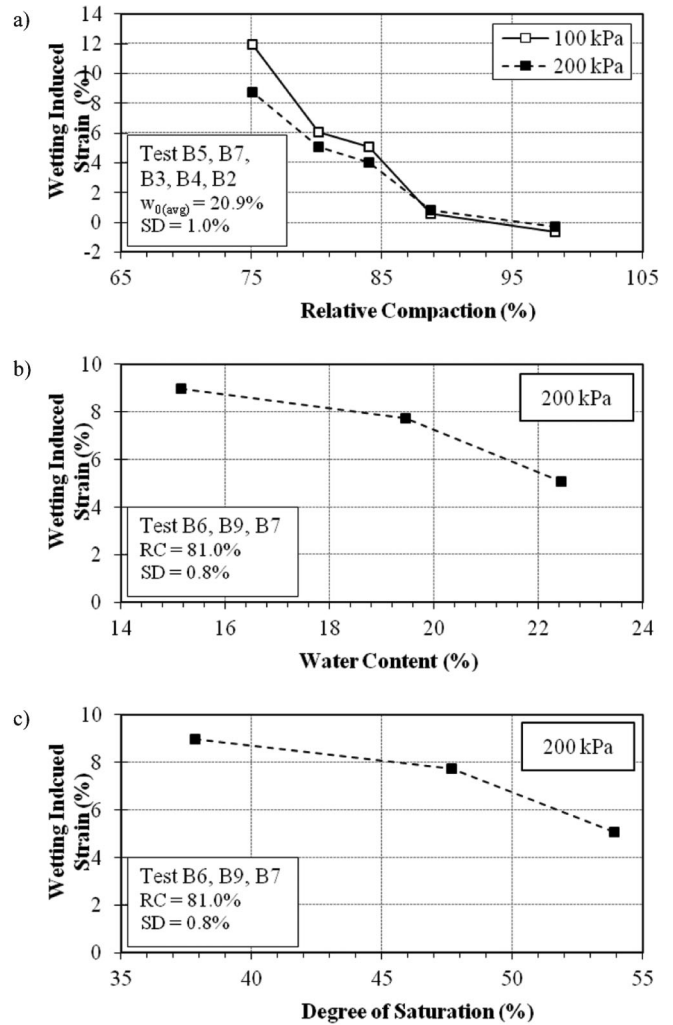 a)
Wetting Induced
Strain (%)
14
12
10
8
6
4
2
0
-2
100 kPa
200 kPa
Test B5, B7,
B3, B4, B2
w0(avg) = 20.9%
SD = 1.0%
65 75 85 95 105
Relative Compaction (%)
b)
Wetting Induced
Strain (%)
10
8
6
4
2
0
200 kPa
Test B6, B9, B7
RC = 81.0%
SD = 0.8%
14 16 18 20 22 24
Water Content (%)
c)
Wetting Indcued
Strain (%)
10
8
6
4
2
0
200 kPa
Test B6, B9, B7
RC = 81.0%
SD = 0.8%
35 40 45 50 55
Degree of Saturation (%)